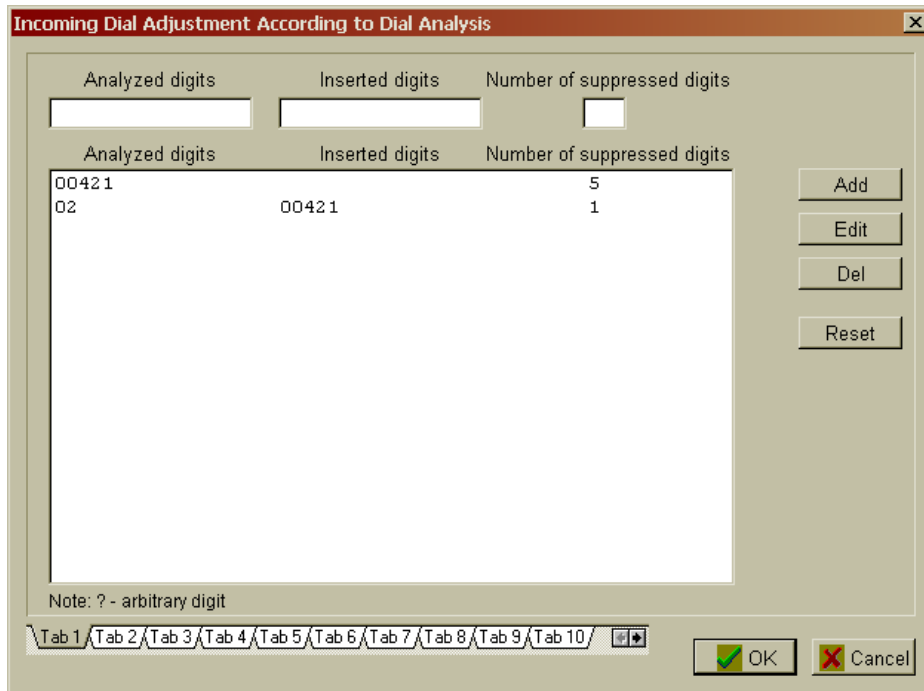 Incoming Dial Adjustment According to Dial Analysis
Analyzed digits Inserted digits Number of suppressed digits
Analyzed digits Inserted digits Number of suppressed digits
00421 5
02 00421 1
Add
Edit
Del
Reset
Note: ? - arbitrary digit
Tab 1 Tab 2 Tab 3 Tab 4 Tab 5 Tab 6 Tab 7 Tab 8 Tab 9 Tab 10
OK Cancel